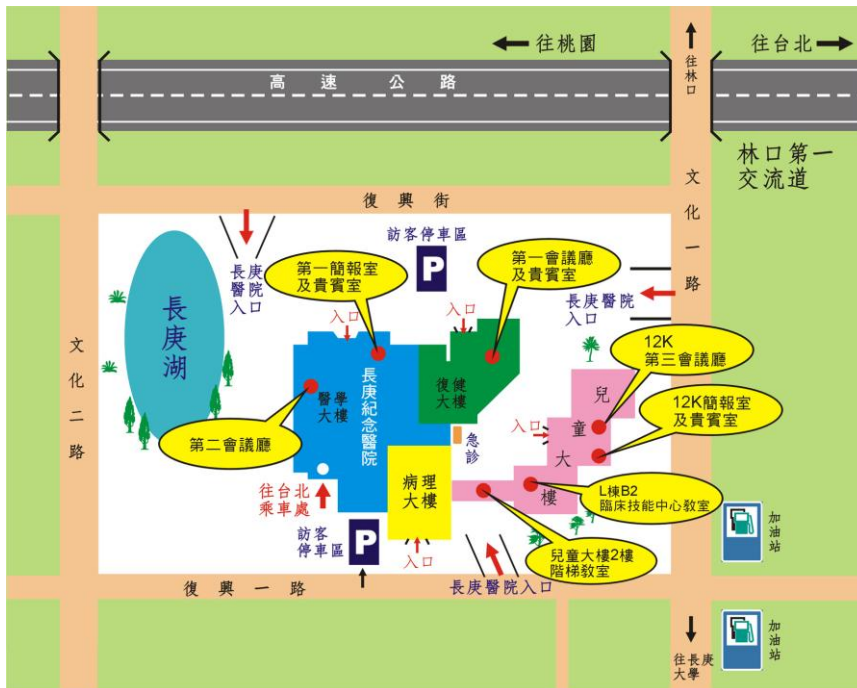 往桃園
往台北
往林口
高速公路
林口第一
交流道
文化一路
復興街
訪客停車區
P
長庚
醫院
入口
第一簡報室
及貴賓室
第一會議廳
及貴賓室
長庚醫院
入口
長庚湖
入口
入口
12K
第三會議廳
文化二路
醫學
大樓
長庚紀念醫院
復健
大樓
兒童大樓
12K簡報室
及貴賓室
入口
急診
第二會議廳
往台北
乘車處
病理
大樓
L棟B2
臨床技能中心教室
訪客
停車區
P
入口
兒童大樓2樓
階梯教室
長庚醫院入口
復興一路
加油站
加油站
往長庚
大學